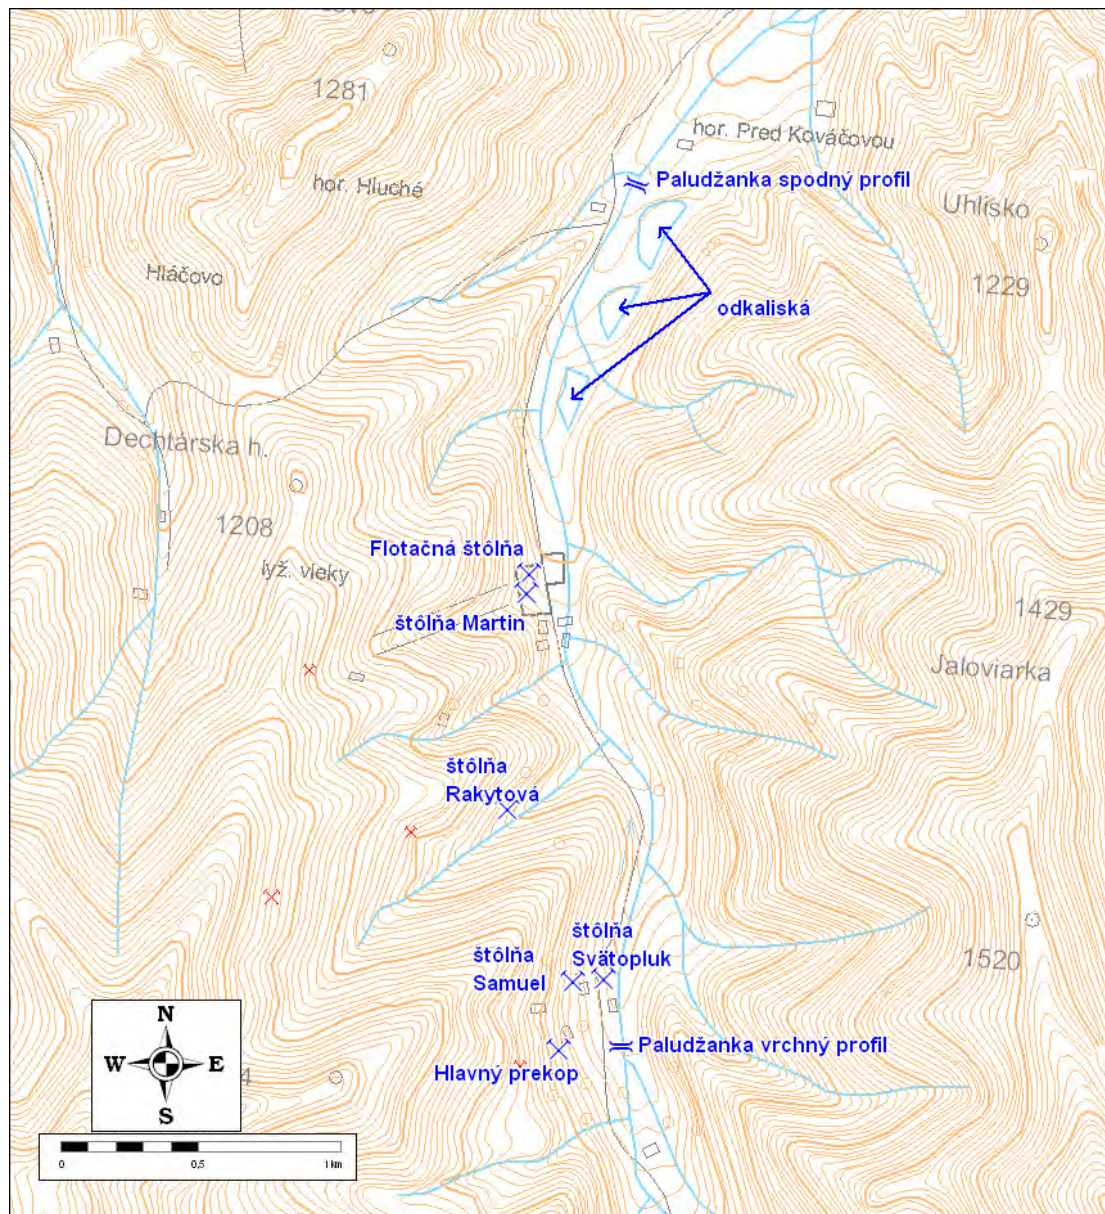 1281
hor. Pred Kováčovou
hor. Hluché
Paludžanka spodný profil
Uhlisko
Hláčovo
1229
odkaliská
Dechtárska h.
1208
Flotačná štôlňa
lyž. vleky
štôlňa Martin
1429
Jaloviarka
štôlňa
Rakytová
štôlňa
Svätopluk
štôlňa
Samuel
1520
Paludžanka vrchný profil
Hlavný prekop
N
W E
S
4
0 0,5 1 km